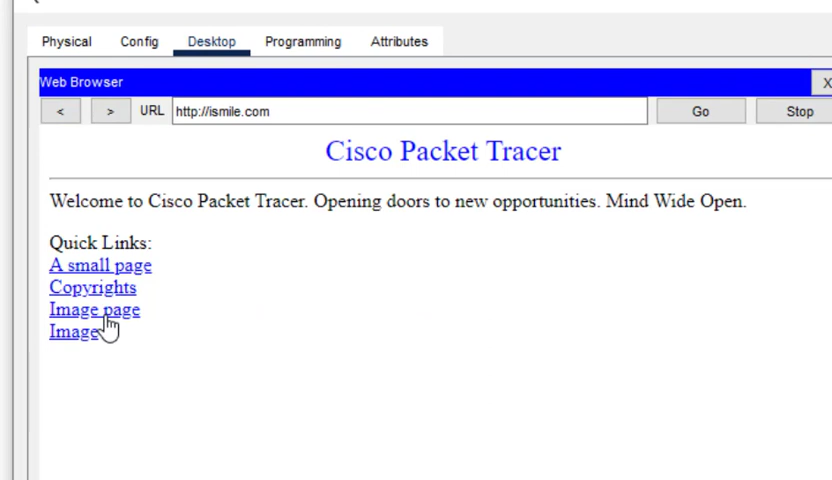 Physical Config Desktop Programming Attributes
Web Browser X
< > URL http://ismile.com Go Stop
Cisco Packet Tracer
Welcome to Cisco Packet Tracer. Opening doors to new opportunities. Mind Wide Open.
Quick Links:
A small page
Copyrights
Image page
Image